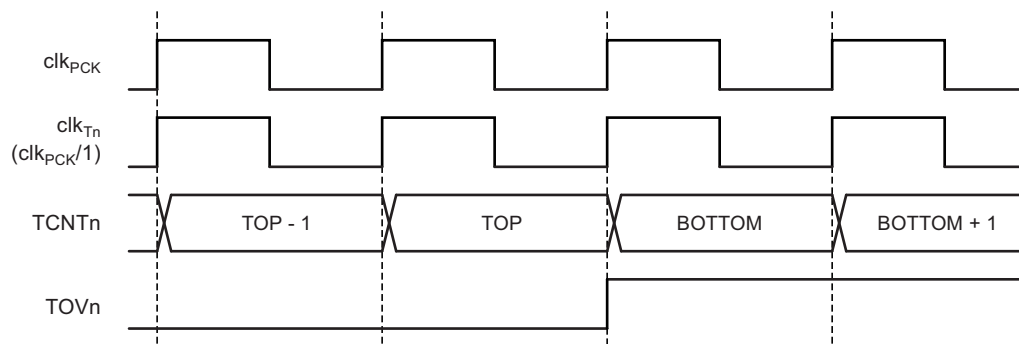 clkPCK
clkTn
(clkPCK/1)
TCNTn TOP - 1 TOP BOTTOM BOTTOM + 1
TOVn